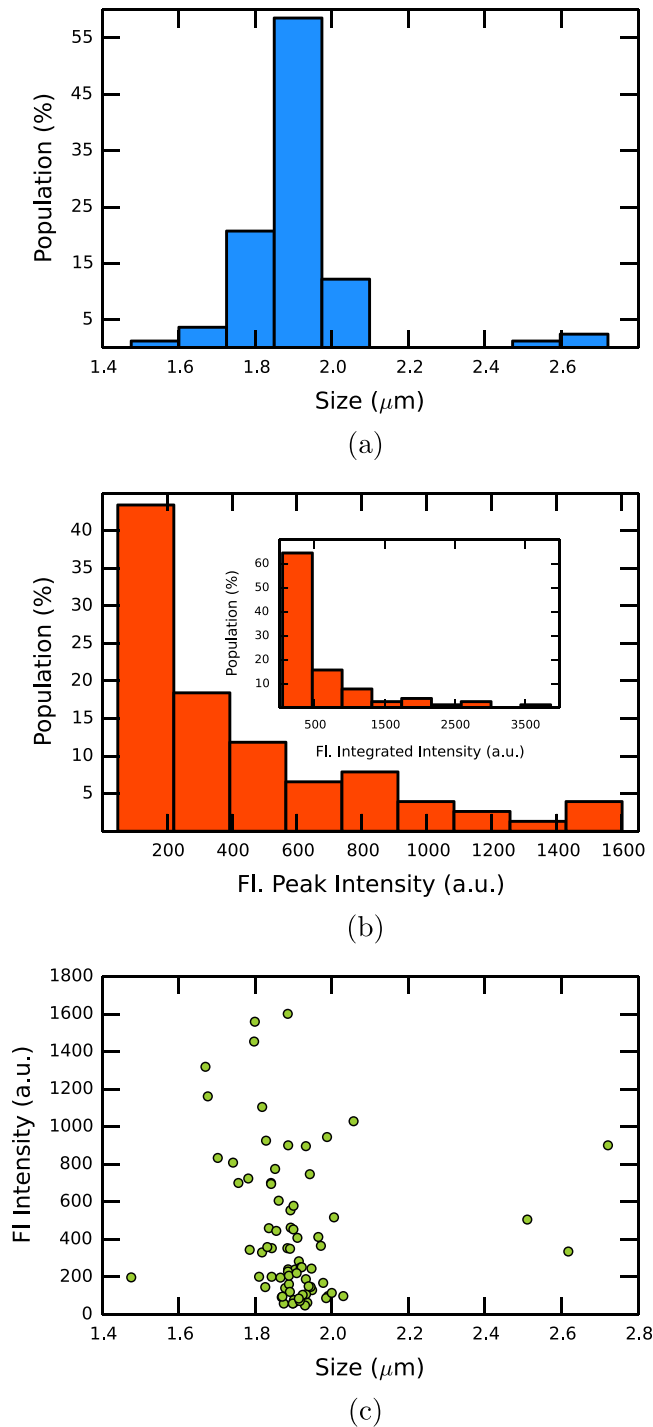 55
45
35
25
15
5
Population (%)
1.4 1.6 1.8 2.0 2.2 2.4 2.6
Size (μm)
(a)
40
35
30
25
20
15
10
5
Population (%)
60
50
40
30
20
10
Population (%)
500 1500 2500 3500
Fl. Integrated Intensity (a.u.)
200 400 600 800 1000 1200 1400 1600
Fl. Peak Intensity (a.u.)
(b)
1800
1600
1400
1200
1000
800
600
400
200
0
Fl Intensity (a.u.)
1.4 1.6 1.8 2.0 2.2 2.4 2.6 2.8
Size (μm)
(c)